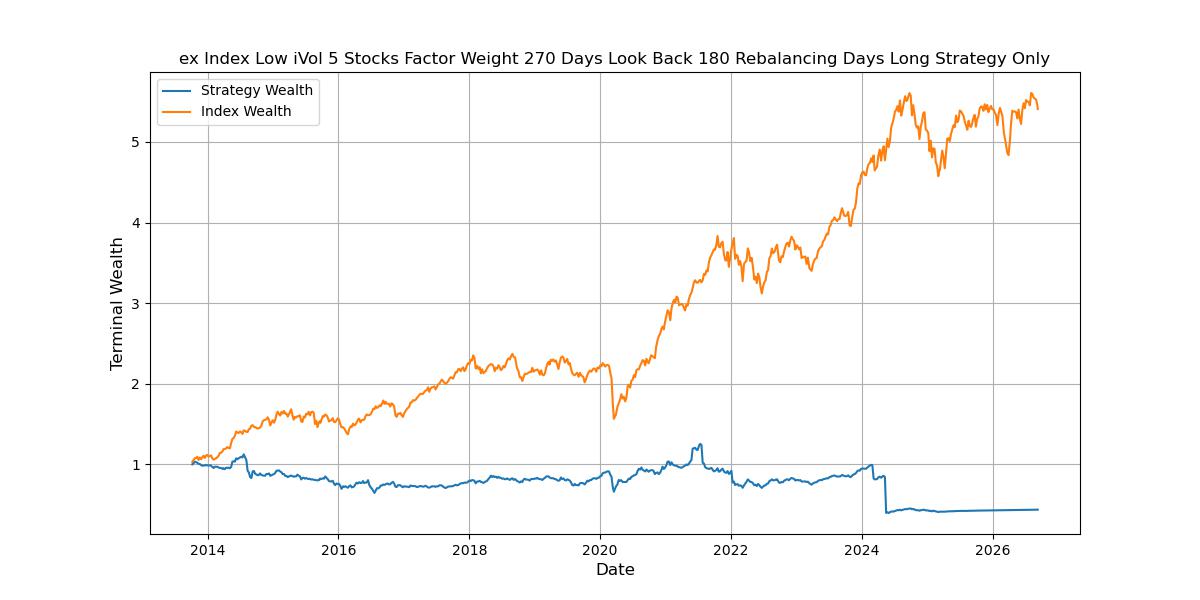 ex Index Low iVol 5 Stocks Factor Weight 270 Days Look Back 180 Rebalancing Days Long Strategy Only
Strategy Wealth
Index Wealth
Terminal Wealth
5
4
3
2
1
2014 2016 2018 2020 2022 2024 2026
Date